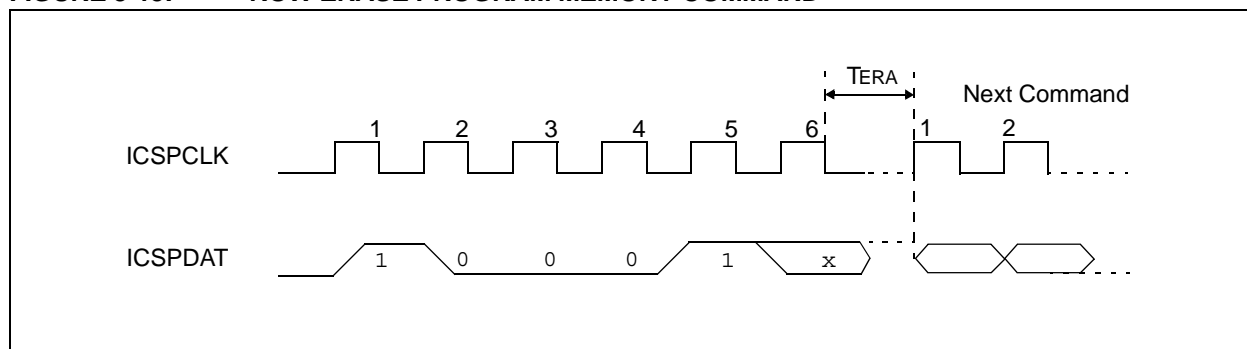 TERA
Next Command
1 2 3 4 5 6 1 2
ICSPCLK
ICSPDAT
1 0 0 0 1 x